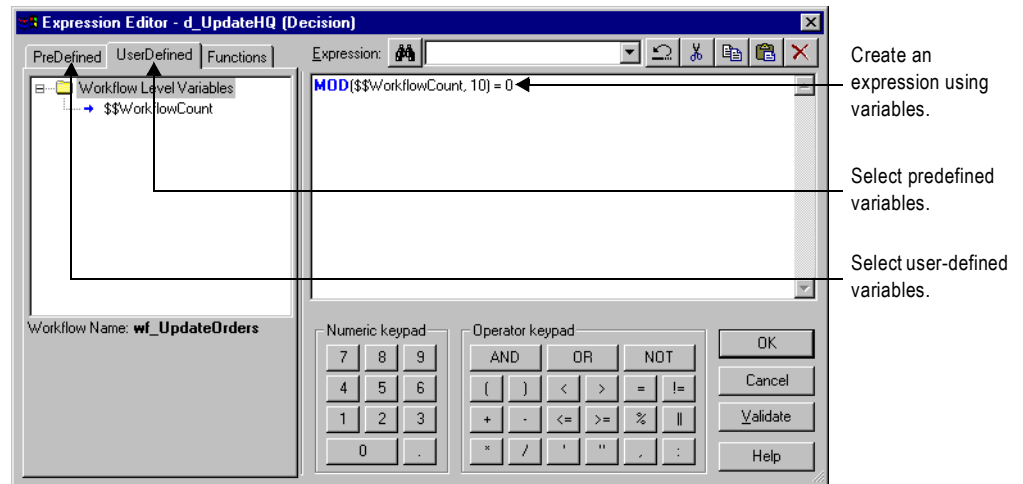 Expression Editor - d_UpdateHQ (Decision)
PreDefined UserDefined Functions
Expression:
Workflow Level Variables
$$WorkflowCount
MOD($$WorkflowCount, 10) = 0
Workflow Name: wf_UpdateOrders
Numeric keypad
7 8 9
4 5 6
1 2 3
0 .
Operator keypad
AND OR NOT
( ) < > = !=
+ - <= >= % ||
* / ' " , :
OK
Cancel
Validate
Help
Create an
expression using
variables.
Select predefined
variables.
Select user-defined
variables.